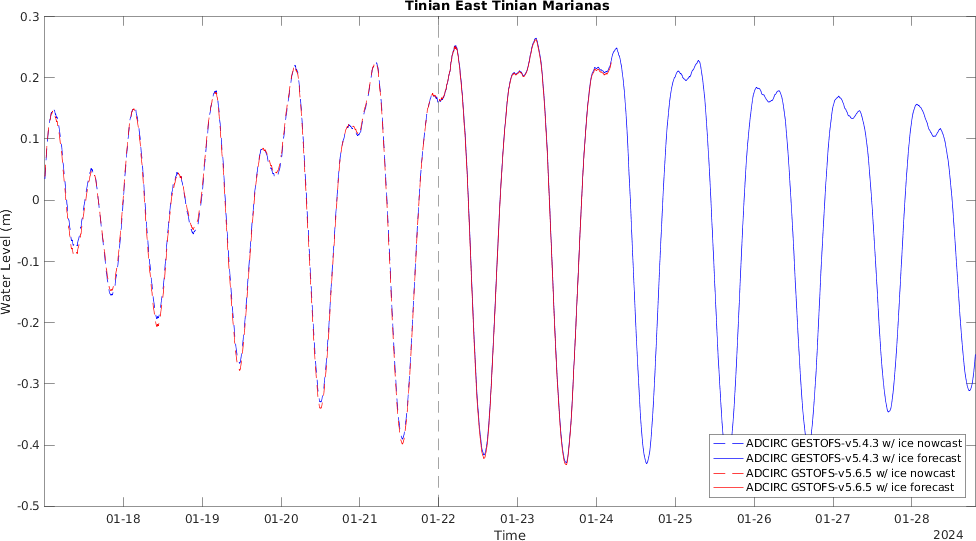 Tinian East Tinian Marianas
0.3
0.2
0.1
0
-0.1
-0.2
-0.3
-0.4
-0.5
Water Level (m)
ADCIRC GESTOFS-v5.4.3 w/ ice nowcast
ADCIRC GESTOFS-v5.4.3 w/ ice forecast
ADCIRC GSTOFS-v5.6.5 w/ ice nowcast
ADCIRC GSTOFS-v5.6.5 w/ ice forecast
01-18 01-19 01-20 01-21 01-22 01-23 01-24 01-25 01-26 01-27 01-28
Time
2024